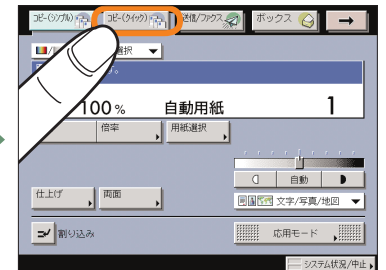 コピー(シンプル) コピー(クイック) 送信/ファクス ボックス
選択
100 % 自動用紙 1
倍率 用紙選択
自動
仕上げ 両面 文字/写真/地図
割り込み 応用モード
システム状況/中止